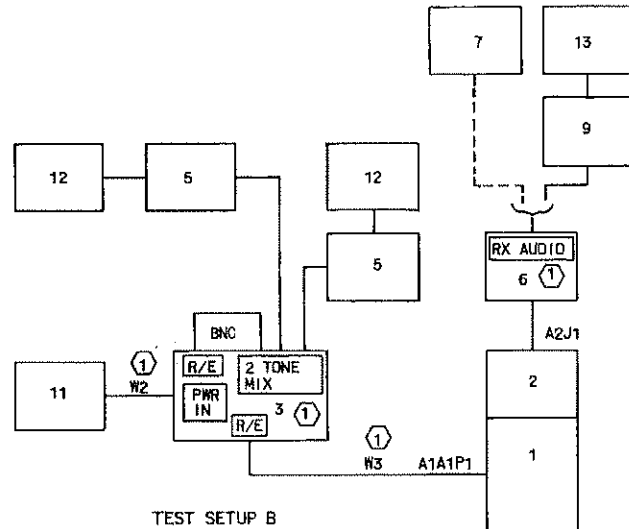 7
13
9
12
5
12
5
RX AUDIO
6 1
A2J1
BNC
R/E
2 TONE
MIX
PWR
IN
3 1
R/E
11
1
W2
2
1
1
W3
A1A1P1
TEST SETUP B